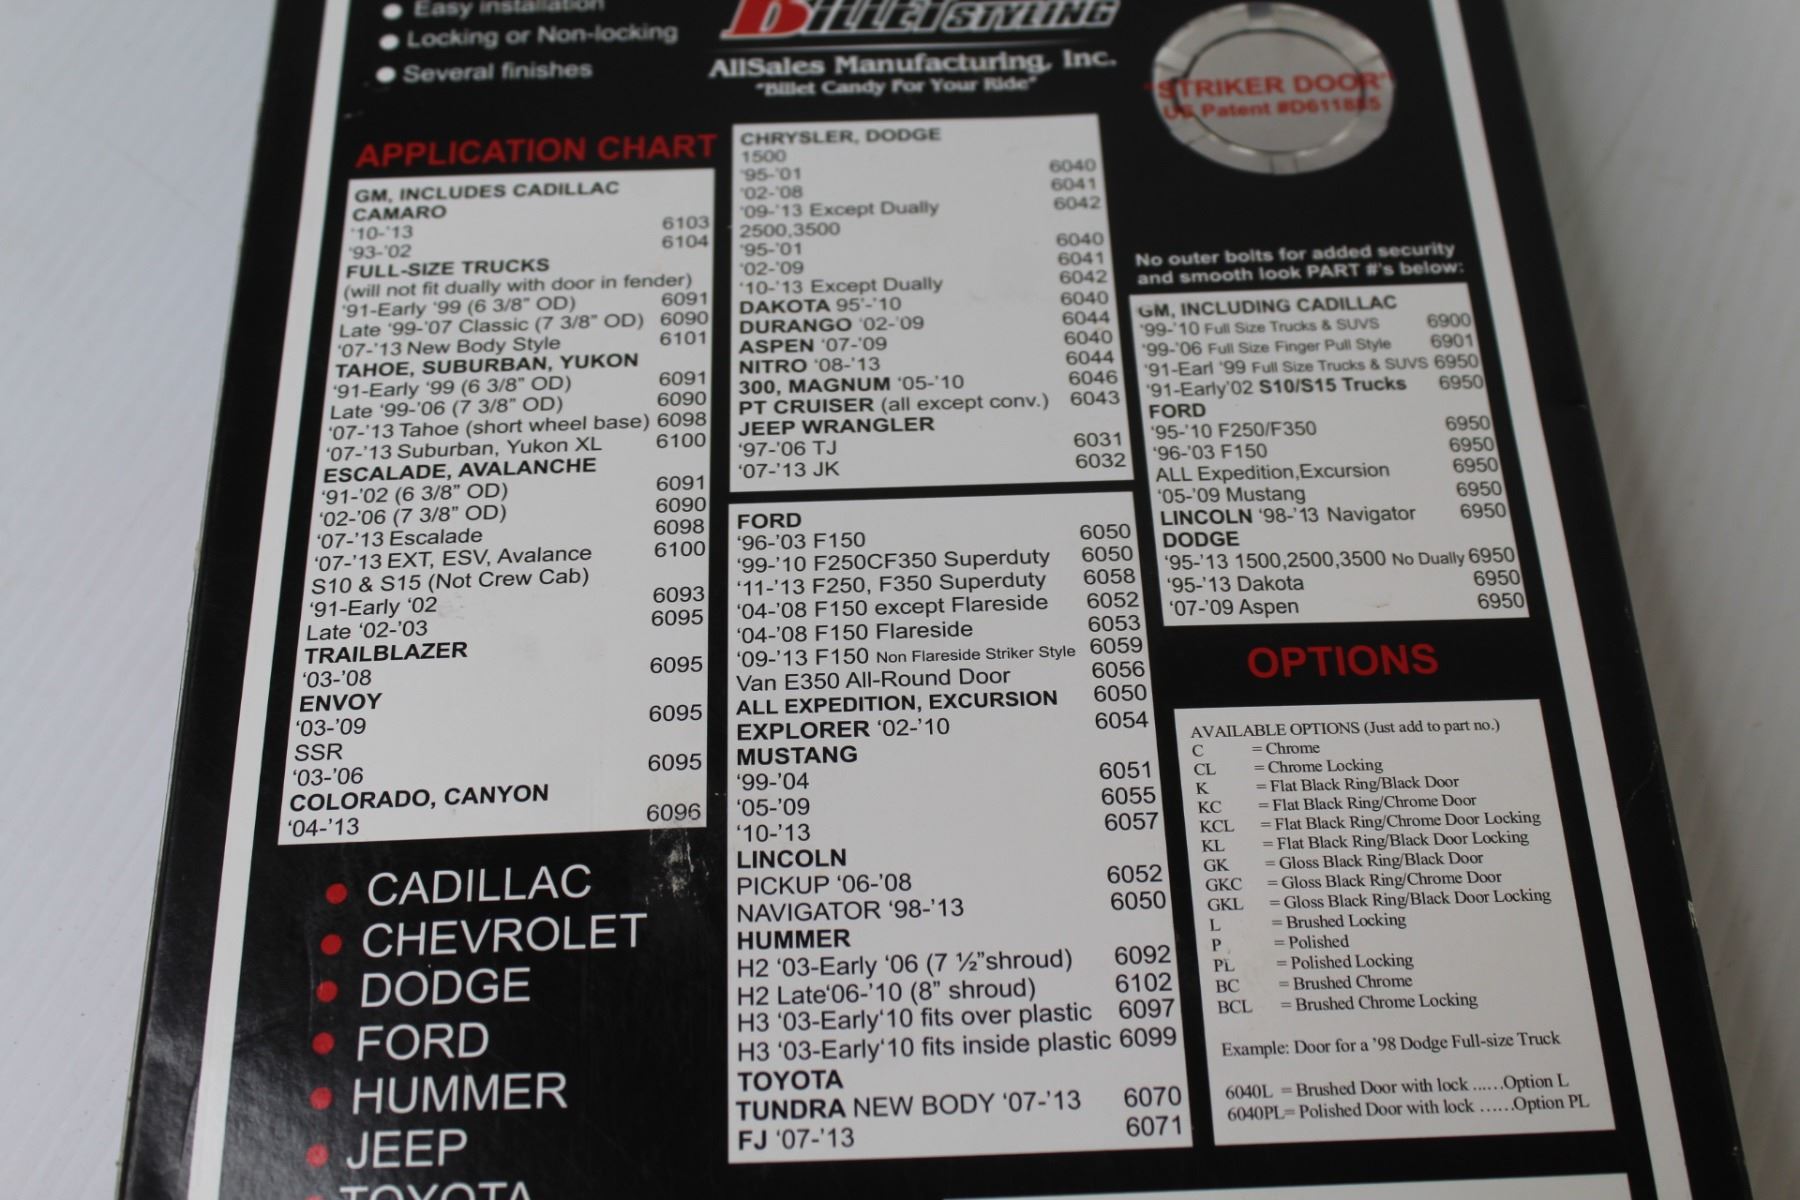 Easy installation
Locking or Non-locking
Several finishes
BILLET STYLING
AllSales Manufacturing, Inc.
"Billet Candy For Your Ride"
"STRIKER DOOR"
US Patent #D611885
APPLICATION CHART
GM, INCLUDES CADILLAC
CAMARO
'10-'13 6103
'93-'02 6104
FULL-SIZE TRUCKS
(will not fit dually with door in fender)
'91-Early '99 (6 3/8" OD) 6091
Late '99-'07 Classic (7 3/8" OD) 6090
'07-'13 New Body Style 6101
TAHOE, SUBURBAN, YUKON
'91-Early '99 (6 3/8" OD) 6091
Late '99-'06 (7 3/8" OD) 6090
'07-'13 Tahoe (short wheel base) 6098
'07-'13 Suburban, Yukon XL 6100
ESCALADE, AVALANCHE
'91-'02 (6 3/8" OD) 6091
'02-'06 (7 3/8" OD) 6090
'07-'13 Escalade 6098
'07-'13 EXT, ESV, Avalance 6100
S10 & S15 (Not Crew Cab)
'91-Early '02 6093
Late '02-'03 6095
TRAILBLAZER
'03-'08 6095
ENVOY
'03-'09 6095
SSR
'03-'06 6095
COLORADO, CANYON
'04-'13 6096
CADILLAC
CHEVROLET
DODGE
FORD
HUMMER
JEEP
TOYOTA
CHRYSLER, DODGE
1500
'95-'01 6040
'02-'08 6041
'09-'13 Except Dually 6042
2500,3500
'95-'01 6040
'02-'09 6041
'10-'13 Except Dually 6042
DAKOTA 95'-'10 6040
DURANGO '02-'09 6044
ASPEN '07-'09 6040
NITRO '08-'13 6044
300, MAGNUM '05-'10 6046
PT CRUISER (all except conv.) 6043
JEEP WRANGLER
'97-'06 TJ 6031
'07-'13 JK 6032
FORD
'96-'03 F150 6050
'99-'10 F250CF350 Superduty 6050
'11-'13 F250, F350 Superduty 6058
'04-'08 F150 except Flareside 6052
'04-'08 F150 Flareside 6053
'09-'13 F150 Non Flareside Striker Style 6059
Van E350 All-Round Door 6056
ALL EXPEDITION, EXCURSION 6050
EXPLORER '02-'10 6054
MUSTANG
'99-'04 6051
'05-'09 6055
'10-'13 6057
LINCOLN
PICKUP '06-'08 6052
NAVIGATOR '98-'13 6050
HUMMER
H2 '03-Early '06 (7 ½"shroud) 6092
H2 Late'06-'10 (8" shroud) 6102
H3 '03-Early'10 fits over plastic 6097
H3 '03-Early'10 fits inside plastic 6099
TOYOTA
TUNDRA NEW BODY '07-'13 6070
FJ '07-'13 6071
No outer bolts for added security
and smooth look PART #'s below:
GM, INCLUDING CADILLAC
'99-'10 Full Size Trucks & SUVS 6900
'99-'06 Full Size Finger Pull Style 6901
'91-Earl '99 Full Size Trucks & SUVS 6950
'91-Early'02 S10/S15 Trucks 6950
FORD
'95-'10 F250/F350 6950
'96-'03 F150 6950
ALL Expedition,Excursion 6950
'05-'09 Mustang 6950
LINCOLN '98-'13 Navigator 6950
DODGE
'95-'13 1500,2500,3500 No Dually 6950
'95-'13 Dakota 6950
'07-'09 Aspen 6950
OPTIONS
AVAILABLE OPTIONS (Just add to part no.)
C = Chrome
CL = Chrome Locking
K = Flat Black Ring/Black Door
KC = Flat Black Ring/Chrome Door
KCL = Flat Black Ring/Chrome Door Locking
KL = Flat Black Ring/Black Door Locking
GK = Gloss Black Ring/Black Door
GKC = Gloss Black Ring/Chrome Door
GKL = Gloss Black Ring/Black Door Locking
L = Brushed Locking
P = Polished
PL = Polished Locking
BC = Brushed Chrome
BCL = Brushed Chrome Locking
Example: Door for a '98 Dodge Full-size Truck
6040L = Brushed Door with lock ......Option L
6040PL= Polished Door with lock ......Option PL